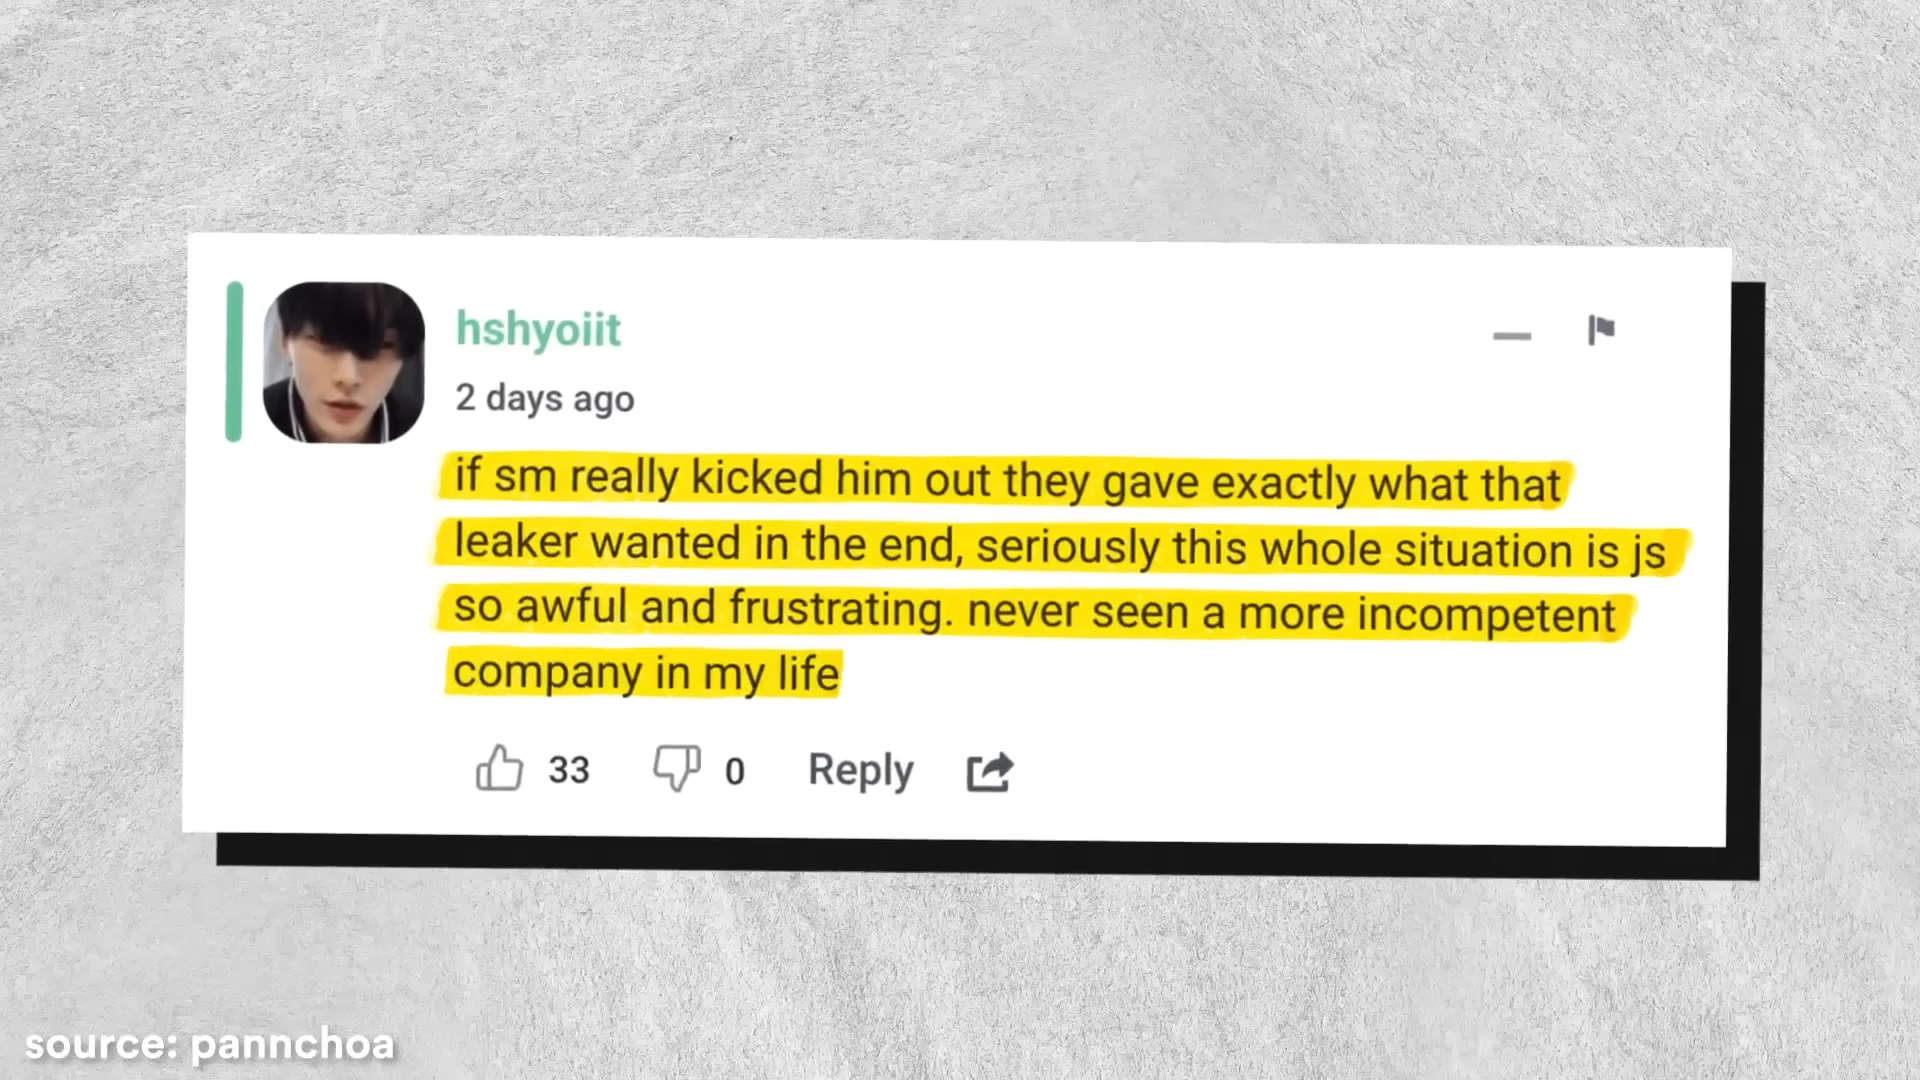 hshyoiit
2 days ago
if sm really kicked him out they gave exactly what that
leaker wanted in the end, seriously this whole situation is js
so awful and frustrating. never seen a more incompetent
company in my life
33 0 Reply
source: pannchoa